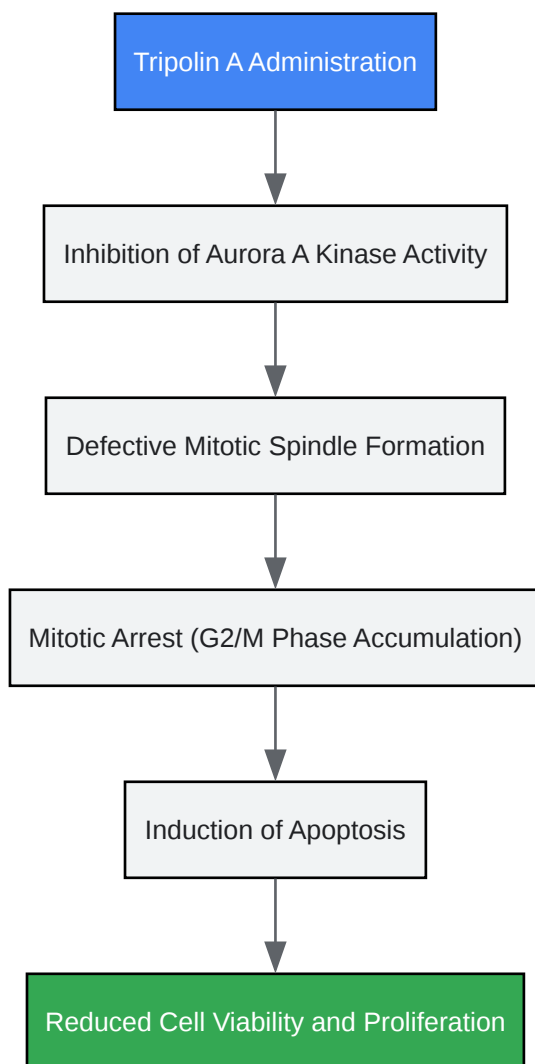 Tripolin A Administration
Inhibition of Aurora A Kinase Activity
Defective Mitotic Spindle Formation
Mitotic Arrest (G2/M Phase Accumulation)
Induction of Apoptosis
Reduced Cell Viability and Proliferation